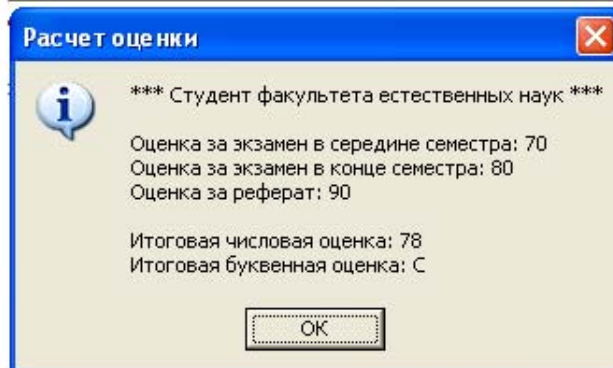 Расчет оценки
*** Студент факультета естественных наук ***
Оценка за экзамен в середине семестра: 70
Оценка за экзамен в конце семестра: 80
Оценка за реферат: 90
Итоговая числовая оценка: 78
Итоговая буквенная оценка: C
OK